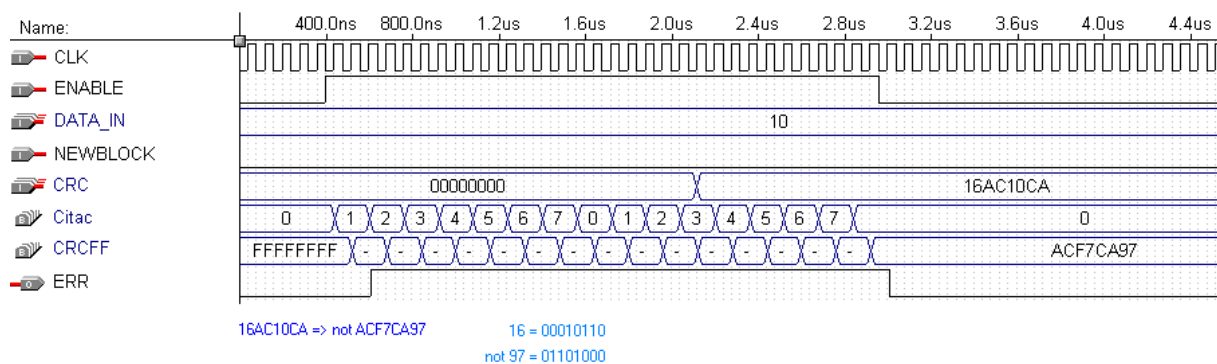 Name: 400.0ns 800.0ns 1.2us 1.6us 2.0us 2.4us 2.8us 3.2us 3.6us 4.0us 4.4us
CLK
ENABLE
DATA_IN 10
NEWBLOCK
CRC 00000000 16AC10CA
Citac 0 1 2 3 4 5 6 7 0 1 2 3 4 5 6 7 0
CRCFF FFFFFFFF - - - - - - - - - - - - - - - ACF7CA97
ERR
16AC10CA => not ACF7CA97 16 = 00010110
not 97 = 01101000